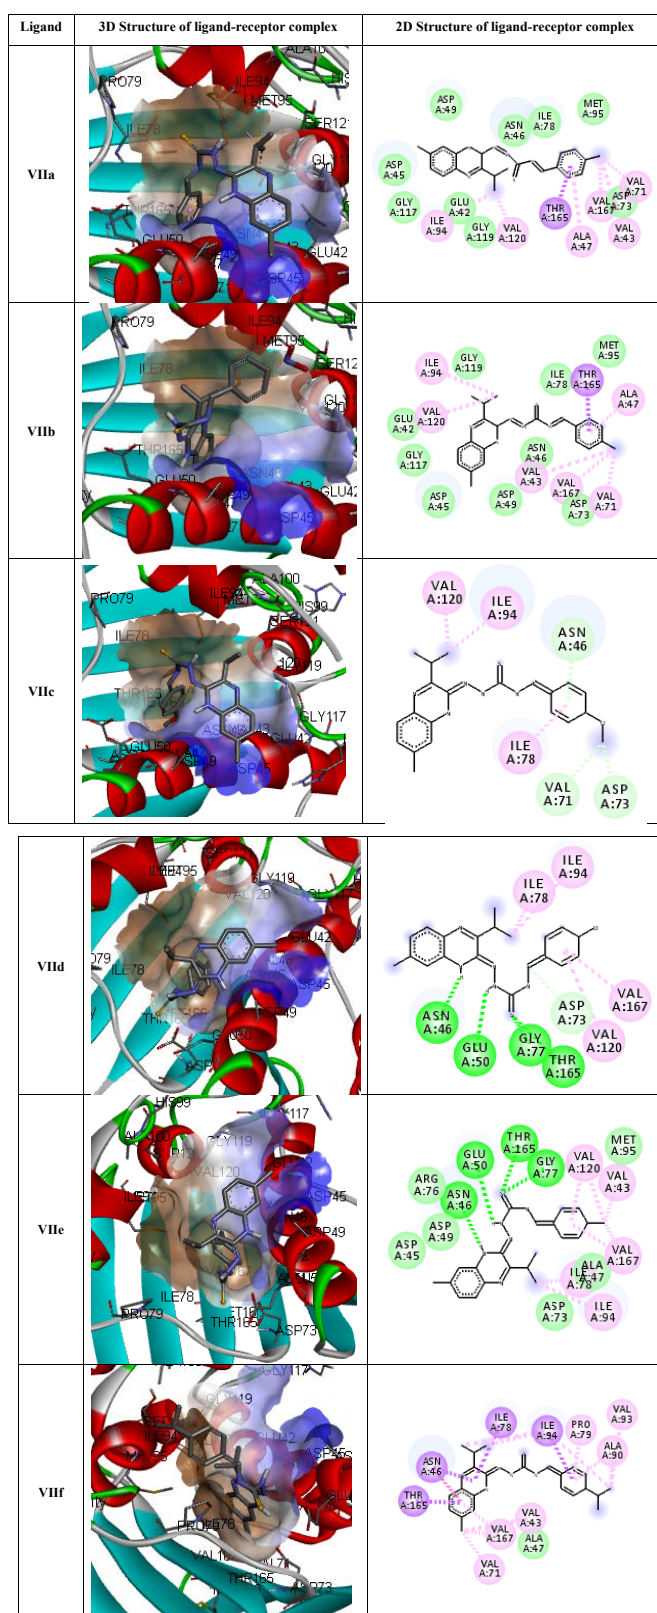 Ligand
3D Structure of ligand-receptor complex
2D Structure of ligand-receptor complex
VIIa
PRO79
ILE94
MET95
ILE78
THR165
GLU50
GLU42
ASP
A:49
ASN
A:46
ILE
A:78
MET
A:95
ASP
A:45
GLY
A:117
GLU
A:42
ILE
A:94
GLY
A:119
VAL
A:120
THR
A:165
ALA
A:47
VAL
A:167
ASP
A:73
VAL
A:71
VAL
A:43
VIIb
PRO79
ILE94
MET95
ILE78
THR165
GLU50
ASP45
ILE
A:94
GLY
A:119
MET
A:95
ILE
A:78
THR
A:165
ALA
A:47
GLU
A:42
VAL
A:120
GLY
A:117
ASN
A:46
VAL
A:43
ASP
A:45
ASP
A:49
VAL
A:167
ASP
A:73
VAL
A:71
VIIc
PRO79
ILE78
THR165
GLU50
GLY117
ASP45
VAL
A:120
ILE
A:94
ASN
A:46
ILE
A:78
VAL
A:71
ASP
A:73
VIId
GLY119
VAL120
GLU42
ILE78
ASP45
ILE
A:94
ILE
A:78
ASN
A:46
GLU
A:50
GLY
A:77
THR
A:165
ASP
A:73
VAL
A:167
VAL
A:120
VIIe
HIS99
GLY119
VAL120
ASP45
ILE78
PRO79
THR165
ASP73
THR
A:165
GLU
A:50
GLY
A:77
VAL
A:120
MET
A:95
ARG
A:76
ASN
A:46
VAL
A:43
ASP
A:45
ASP
A:49
VAL
A:167
ALA
A:47
ILE
A:78
ASP
A:73
ILE
A:94
VIIf
ILE94
ASP45
THR165
ASP73
ILE
A:78
ILE
A:94
PRO
A:79
VAL
A:93
ALA
A:90
ASN
A:46
THR
A:165
VAL
A:43
VAL
A:167
ALA
A:47
VAL
A:71